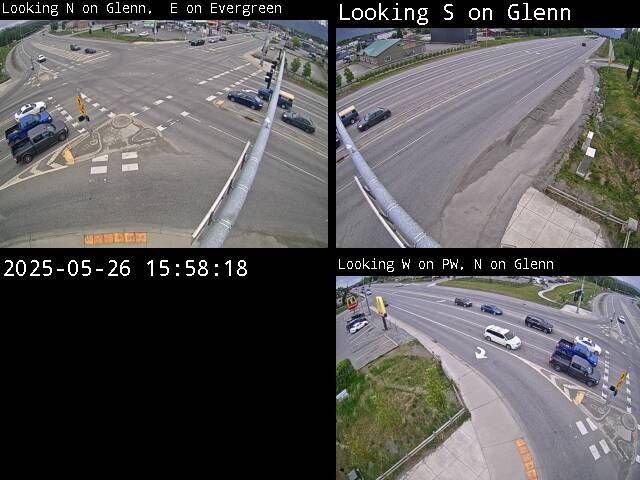 Looking N on Glenn, E on Evergreen
Looking S on Glenn
2025-05-26 15:58:18
Looking W on PW, N on Glenn